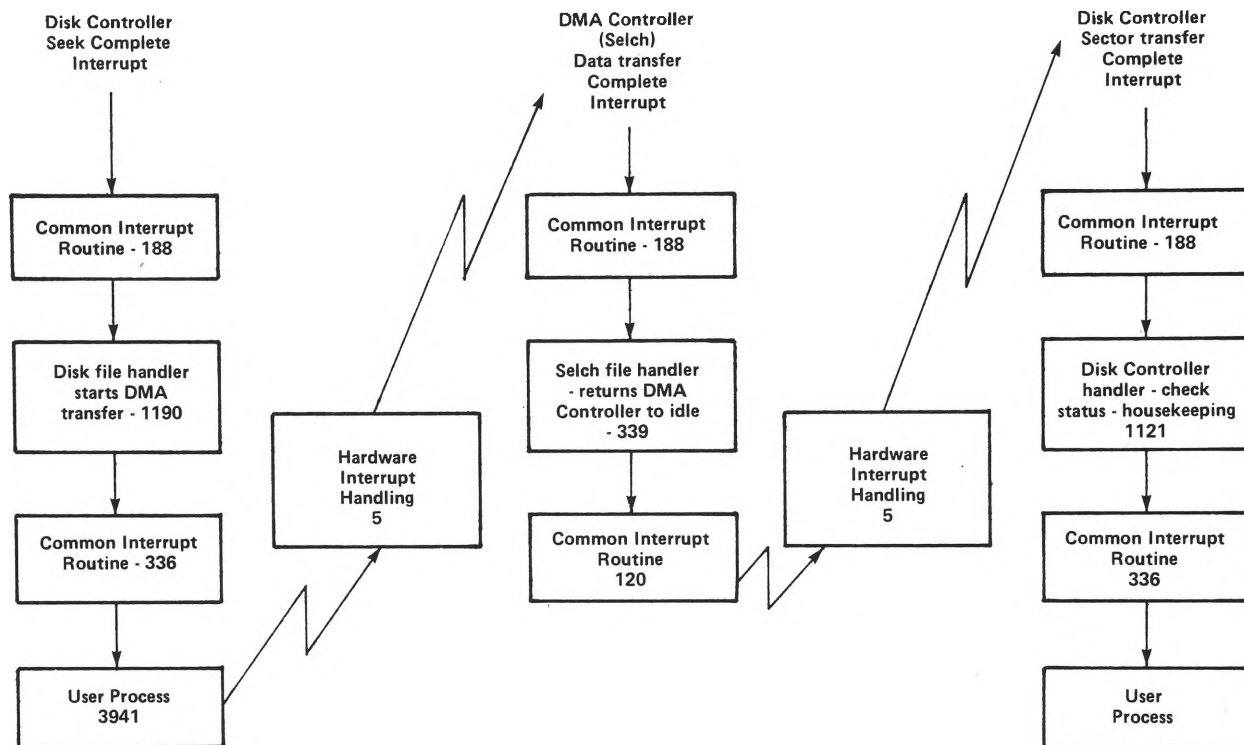 Disk Controller
Seek Complete
Interrupt
Common Interrupt
Routine - 188
Disk file handler
starts DMA
transfer - 1190
Common Interrupt
Routine - 336
User Process
3941
Hardware
Interrupt
Handling
5
DMA Controller
(Selch)
Data transfer
Complete
Interrupt
Common Interrupt
Routine - 188
Selch file handler
- returns DMA
Controller to idle
- 339
Common Interrupt
Routine
120
Hardware
Interrupt
Handling
5
Disk Controller
Sector transfer
Complete
Interrupt
Common Interrupt
Routine - 188
Disk Controller
handler - check
status - housekeeping
1121
Common Interrupt
Routine
336
User
Process